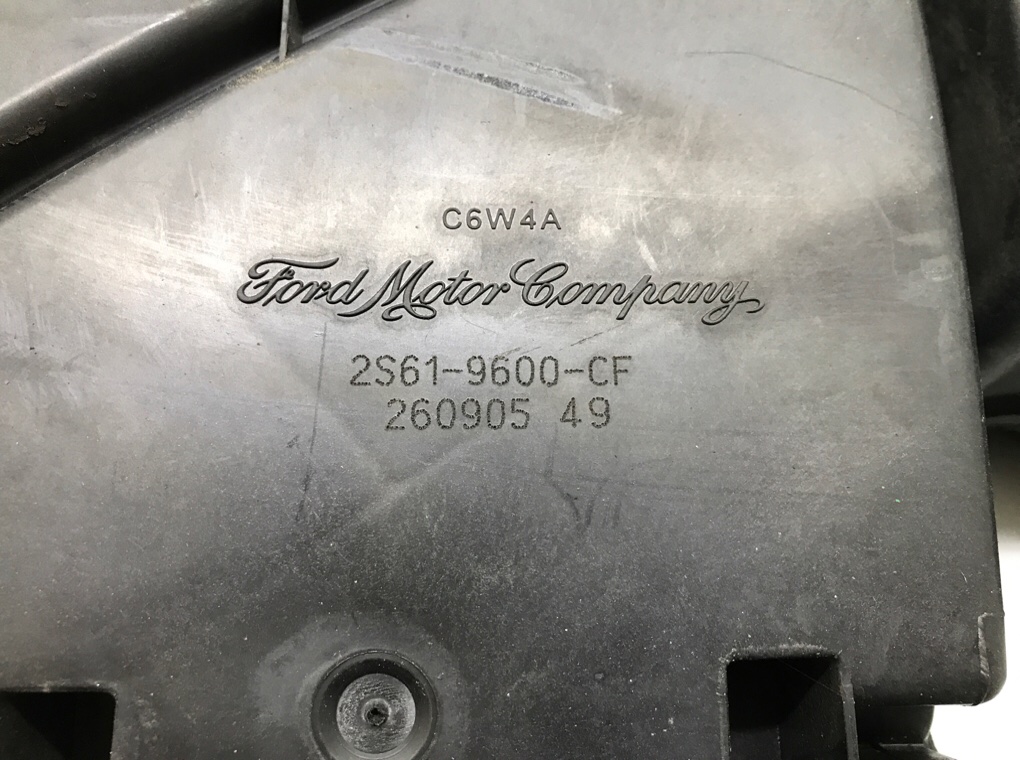 C6W4A
Ford Motor Company
2S61-9600-CF
260905 49